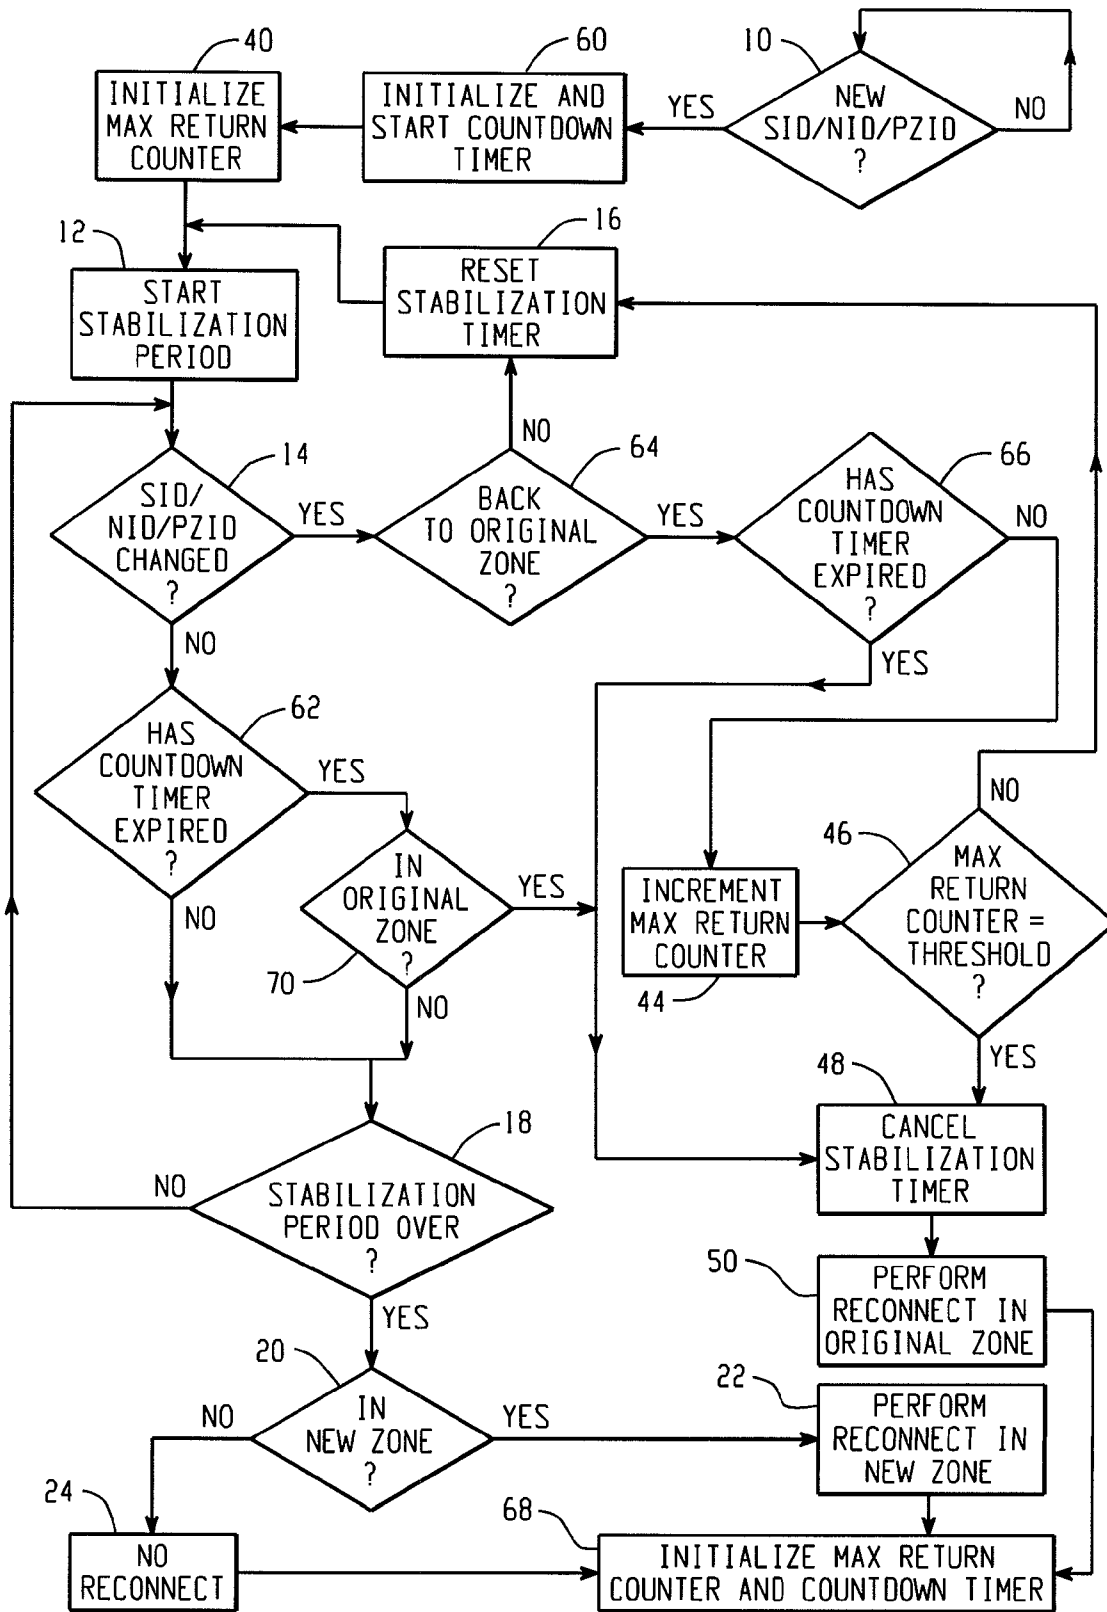 40
INITIALIZE
MAX RETURN
COUNTER
60
INITIALIZE AND
START COUNTDOWN
TIMER
YES
10
NEW
SID/NID/PZID
?
NO
12
START
STABILIZATION
PERIOD
16
RESET
STABILIZATION
TIMER
NO
14
SID/
NID/PZID
CHANGED
?
YES
NO
64
BACK
TO ORIGINAL
ZONE
?
YES
66
HAS
COUNTDOWN
TIMER
EXPIRED
?
NO
YES
62
HAS
COUNTDOWN
TIMER
EXPIRED
?
YES
NO
IN
ORIGINAL
ZONE
?
70
YES
NO
INCREMENT
MAX RETURN
COUNTER
44
46
MAX
RETURN
COUNTER =
THRESHOLD
?
NO
YES
48
CANCEL
STABILIZATION
TIMER
18
STABILIZATION
PERIOD OVER
?
NO
YES
50
PERFORM
RECONNECT IN
ORIGINAL ZONE
20
IN
NEW ZONE
?
NO
YES
22
PERFORM
RECONNECT IN
NEW ZONE
24
NO
RECONNECT
68
INITIALIZE MAX RETURN
COUNTER AND COUNTDOWN TIMER